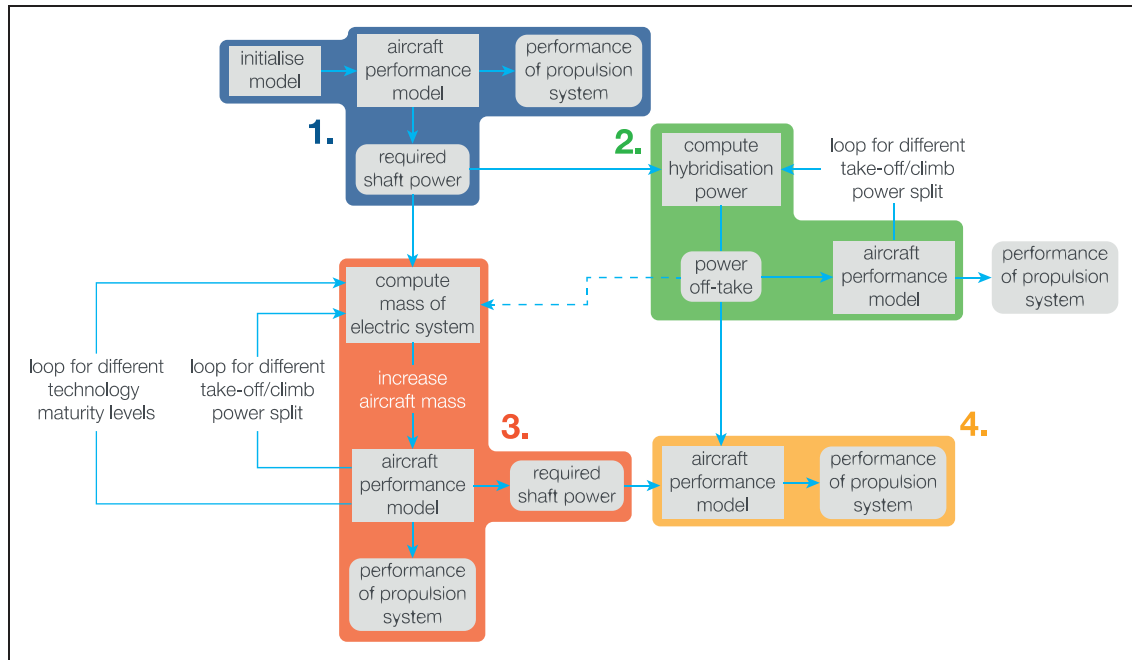 initialise
model
aircraft
performance
model
performance
of propulsion
system
1.
required
shaft power
2.
compute
hybridisation
power
loop for different
take-off/climb
power split
power
off-take
aircraft
performance
model
performance
of propulsion
system
compute
mass of
electric system
loop for different
technology
maturity levels
loop for different
take-off/climb
power split
increase
aircraft mass
3.
aircraft
performance
model
required
shaft power
4.
aircraft
performance
model
performance
of propulsion
system
performance
of propulsion
system